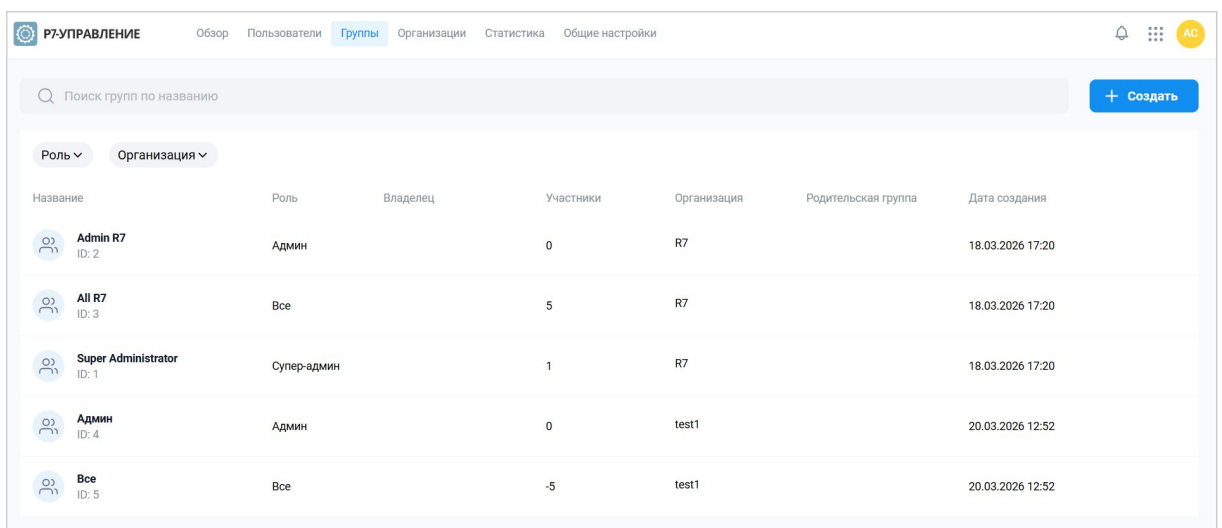 Р7-УПРАВЛЕНИЕ Обзор Пользователи Группы Организации Статистика Общие настройки АС
Поиск групп по названию + Создать
Роль Организация
Название Роль Владелец Участники Организация Родительская группа Дата создания
Admin R7
ID: 2
Админ 0 R7 18.03.2026 17:20
All R7
ID: 3
Все 5 R7 18.03.2026 17:20
Super Administrator
ID: 1
Супер-админ 1 R7 18.03.2026 17:20
Админ
ID: 4
Админ 0 test1 20.03.2026 12:52
Все
ID: 5
Все -5 test1 20.03.2026 12:52